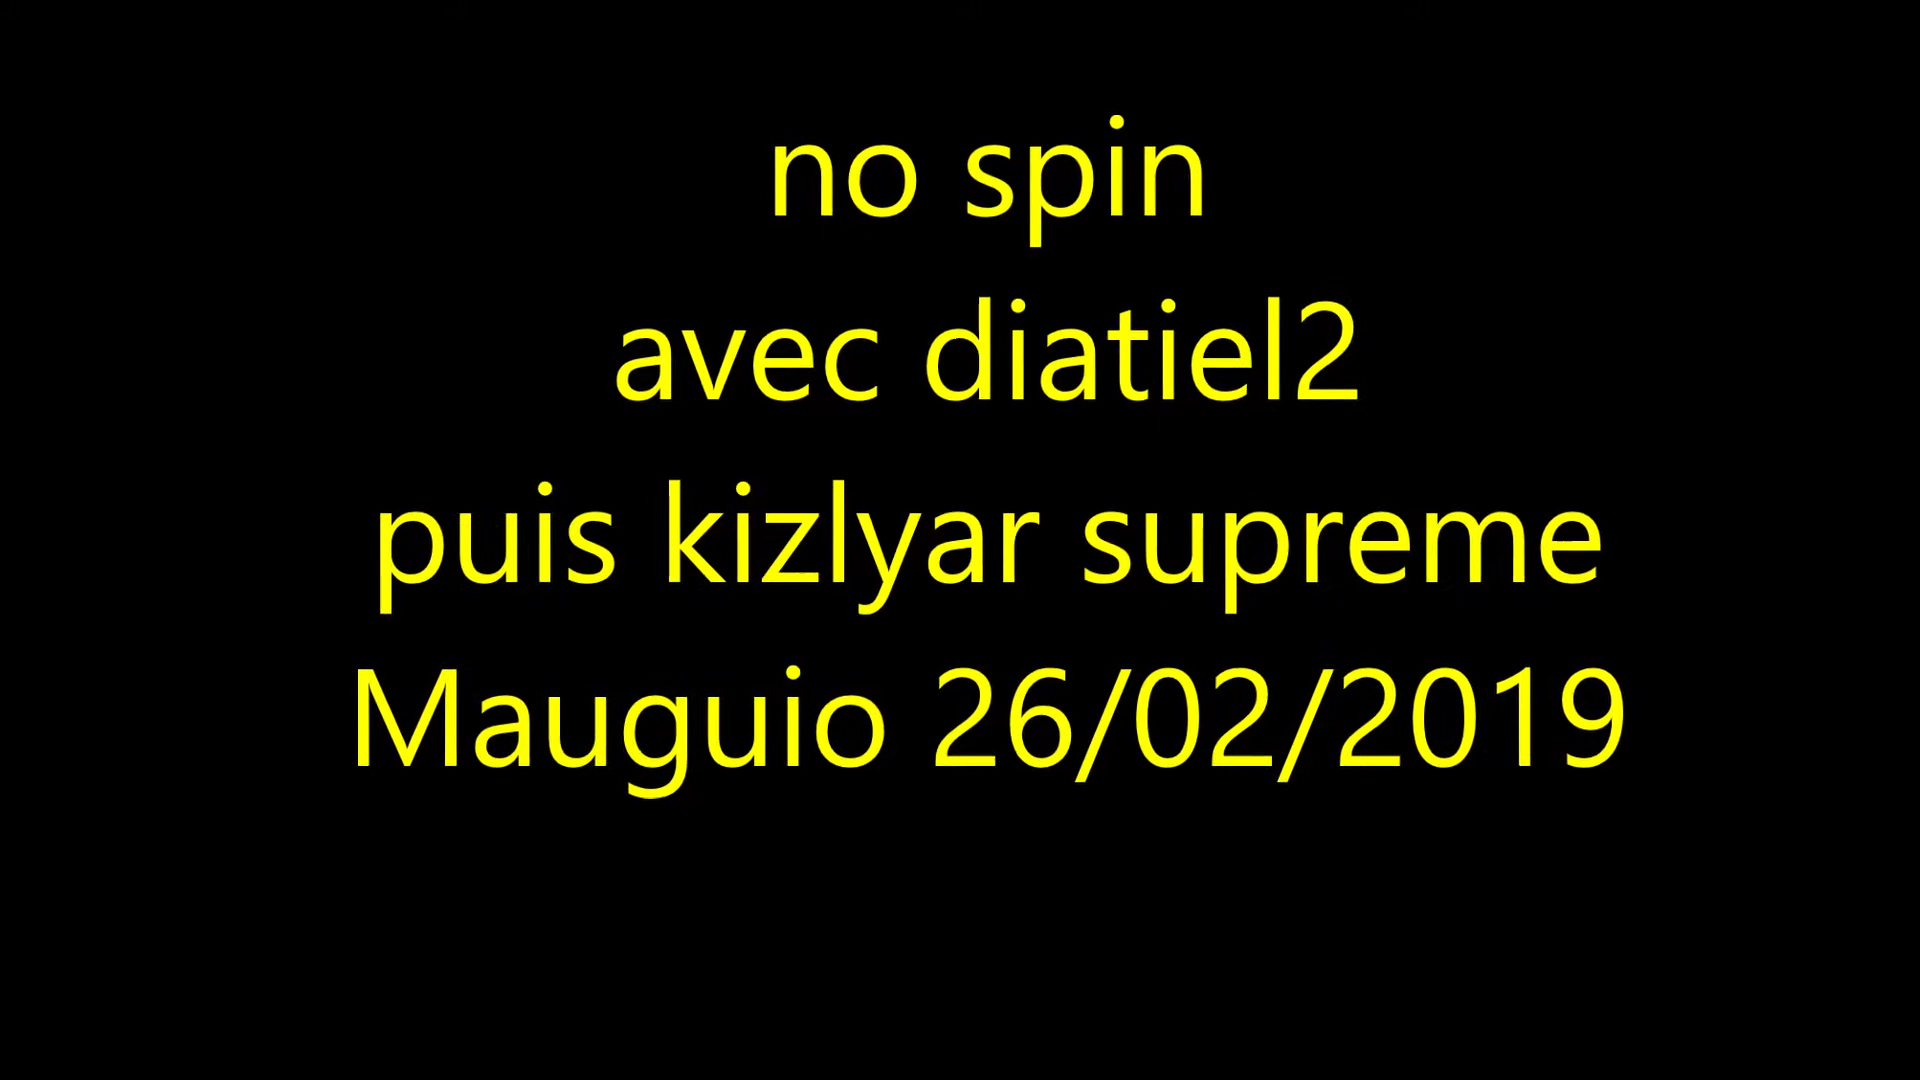 no spin
avec diatiel2
puis kizlyar supreme
Mauguio 26/02/2019